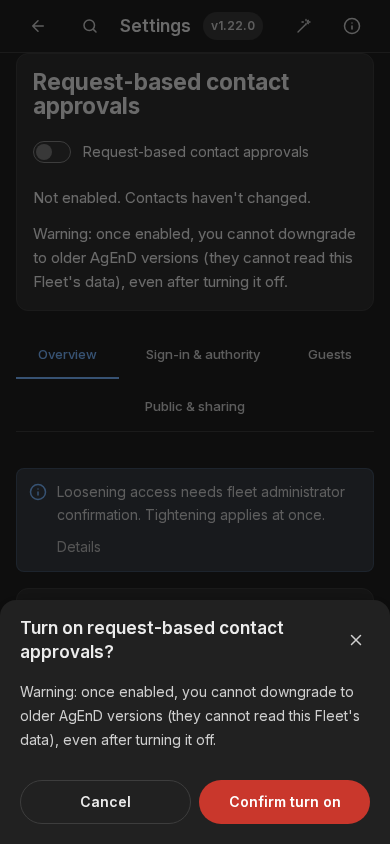 Settings v1.22.0
Request-based contact
approvals
Request-based contact approvals
Not enabled. Contacts haven't changed.
Warning: once enabled, you cannot downgrade
to older AgEnD versions (they cannot read this
Fleet's data), even after turning it off.
Overview Sign-in & authority Guests
Public & sharing
Loosening access needs fleet administrator
confirmation. Tightening applies at once.
Details
Turn on request-based contact
approvals?
Warning: once enabled, you cannot downgrade to
older AgEnD versions (they cannot read this Fleet's
data), even after turning it off.
Cancel Confirm turn on